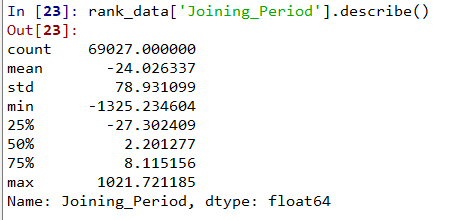 In [23]: rank_data['Joining_Period'].describe()
Out[23]:
count    69027.000000
mean       -24.026337
std         78.931099
min      -1325.234604
25%        -27.302409
50%          2.201277
75%          8.115156
max       1021.721185
Name: Joining_Period, dtype: float64